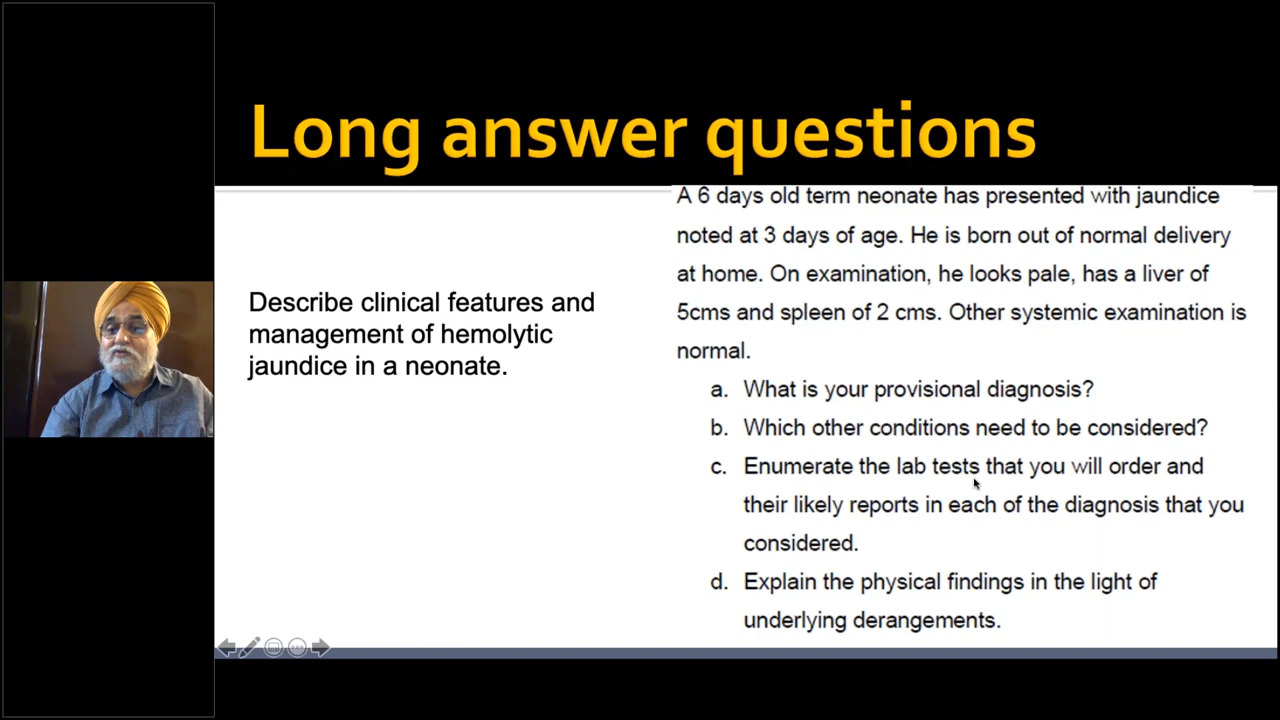 Long answer questions
Describe clinical features and
management of hemolytic
jaundice in a neonate.
A 6 days old term neonate has presented with jaundice
noted at 3 days of age. He is born out of normal delivery
at home. On examination, he looks pale, has a liver of
5cms and spleen of 2 cms. Other systemic examination is
normal.
a. What is your provisional diagnosis?
b. Which other conditions need to be considered?
c. Enumerate the lab tests that you will order and
their likely reports in each of the diagnosis that you
considered.
d. Explain the physical findings in the light of
underlying derangements.